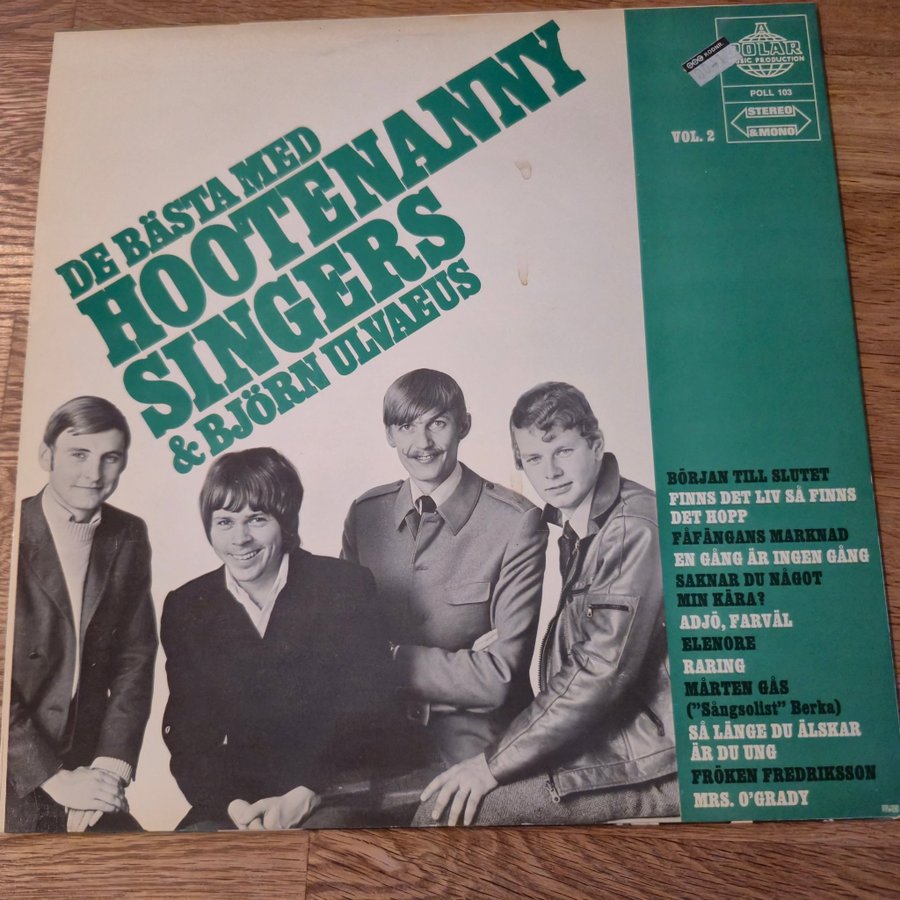 DE BÄSTA MED
HOOTENANNY
SINGERS
& BJÖRN ULVAEUS
VOL. 2
POLAR
MUSIC PRODUCTION
POLL 103
STEREO
& MONO
BÖRJAN TILL SLUTET
FINNS DET LIV SÅ FINNS
DET HOPP
FÅFÄNGANS MARKNAD
EN GÅNG ÄR INGEN GÅNG
SAKNAR DU NÅGOT
MIN KÄRA?
ADJÖ, FARVÄL
ELENORE
RARING
MÅRTEN GÅS
("Sångsolist" Berka)
SÅ LÄNGE DU ÄLSKAR
ÄR DU UNG
FRÖKEN FREDRIKSSON
MRS. O'GRADY